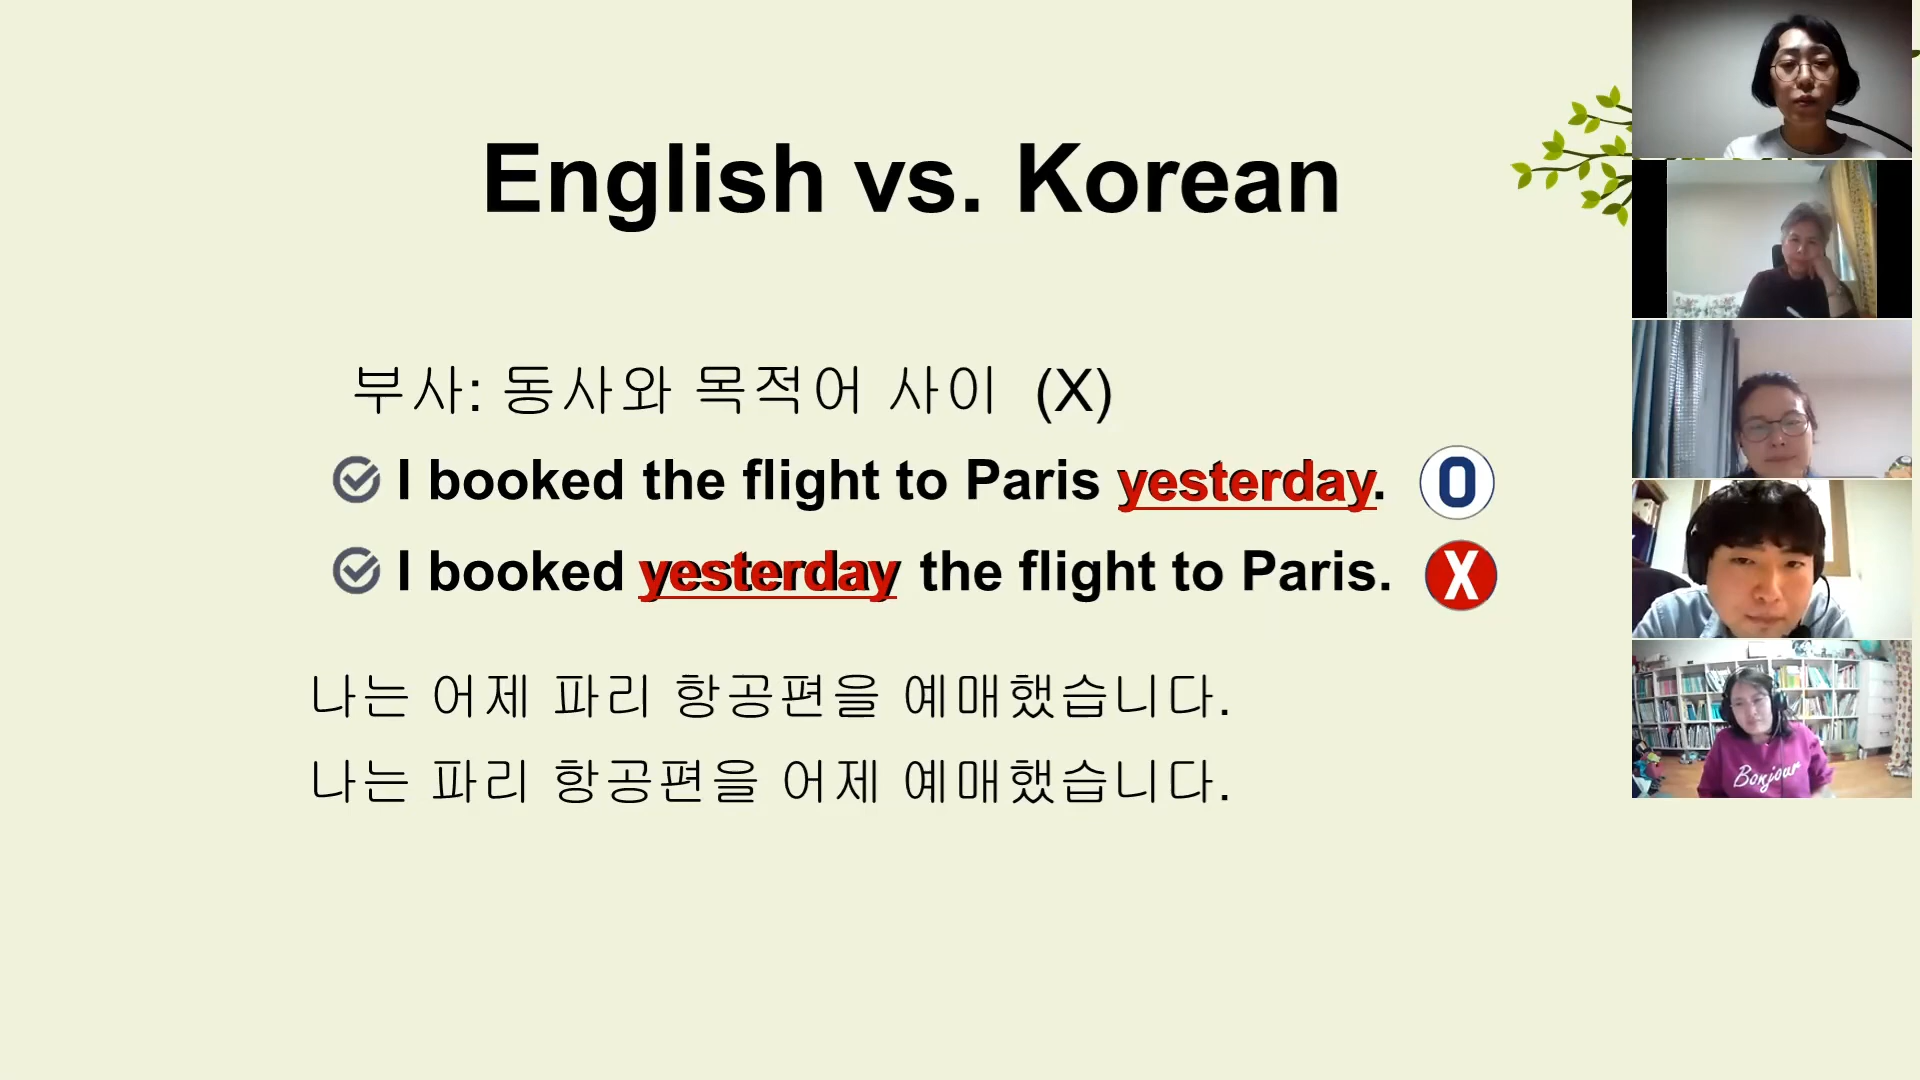 English vs. Korean
부사: 동사와 목적어 사이 (X)
I booked the flight to Paris yesterday. O
I booked yesterday the flight to Paris. X
나는 어제 파리 항공편을 예매했습니다.
나는 파리 항공편을 어제 예매했습니다.
Bonjour